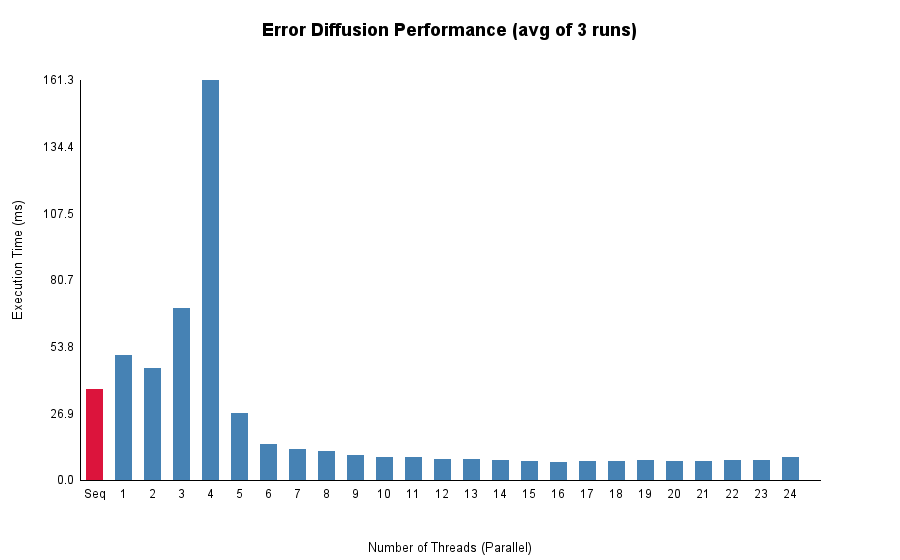 Error Diffusion Performance (avg of 3 runs)
161.3
134.4
107.5
80.7
53.8
26.9
0.0
Execution Time (ms)
Seq 1 2 3 4 5 6 7 8 9 10 11 12 13 14 15 16 17 18 19 20 21 22 23 24
Number of Threads (Parallel)